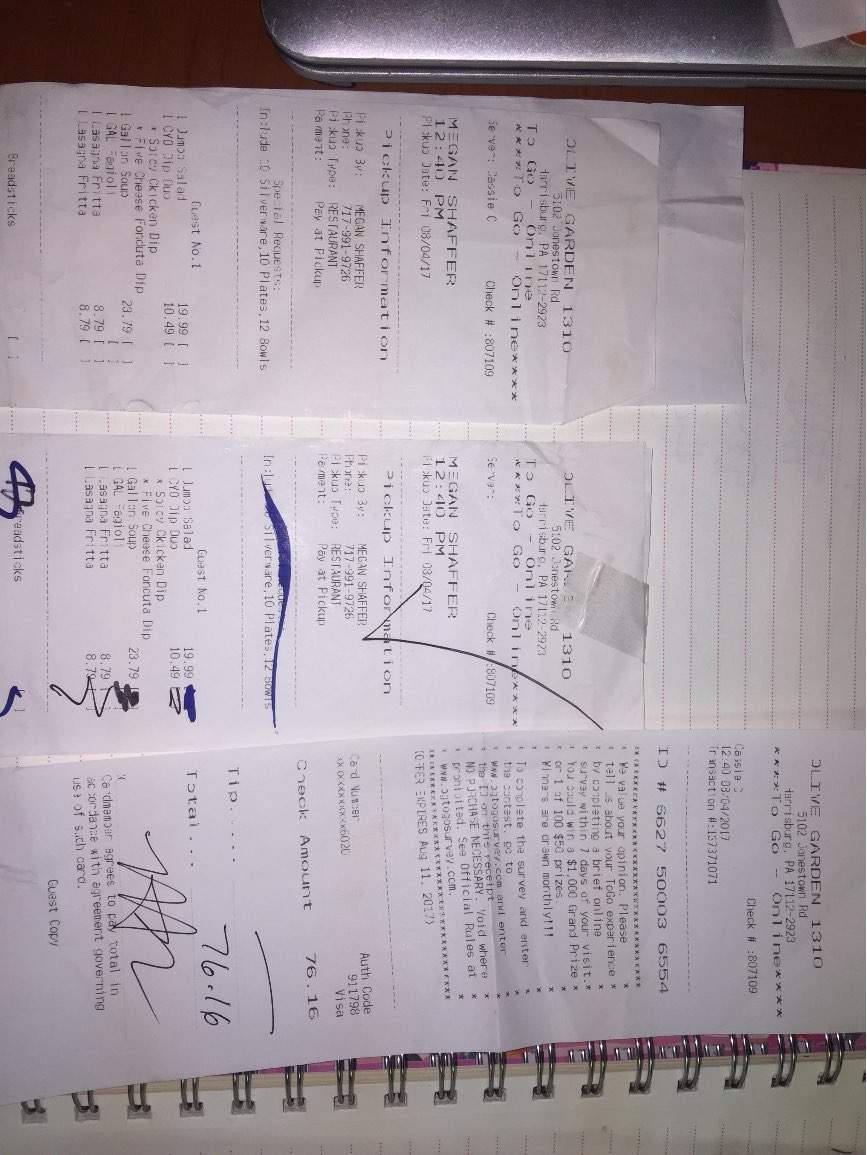 OLIVE GARDEN 1310
5102 Jonestown Rd
Harrisburg, PA 17112-2923
To Go - Online
****To Go - Online****
Server: Cassie C Check # :807109
MEGAN SHAFFER
12:40 PM
Pickup Date: Fri 08/04/17
Pickup Information
Pickup By: MEGAN SHAFFER
Phone: 717-991-9726
Pickup Type: RESTAURANT
Payment: Pay at Pickup
Special Requests:
Include 10 Silverware,10 Plates,12 Bowls
Guest No.1
1 Jumbo Salad 19.99 [ ]
1 CYO Dip Duo 10.49 [ ]
* Spicy Chicken Dip
* Five Cheese Fonduta Dip
1 Gallon Soup 23.79 [ ]
1 GAL Fagioli [ ]
1 Lasagna Fritta 8.79 [ ]
1 Lasagna Fritta 8.79 [ ]
Breadsticks [ ]
OLIVE GARDEN 1310
5102 Jonestown Rd
Harrisburg, PA 17112-2923
To Go - Online
****To Go - Online****
Server: Check # :807109
MEGAN SHAFFER
12:40 PM
Pickup Date: Fri 08/04/17
Pickup Information
Pickup By: MEGAN SHAFFER
Phone: 717-991-9726
Pickup Type: RESTAURANT
Payment: Pay at Pickup
Silverware,10 Plates,12 Bowls
Guest No.1
1 Jumbo Salad 19.99
1 CYO Dip Duo 10.49
* Spicy Chicken Dip
* Five Cheese Fonduta Dip
1 Gallon Soup 23.79
1 GAL Fagioli
1 Lasagna Fritta 8.79
1 Lasagna Fritta 8.79
Breadsticks
OLIVE GARDEN 1310
5102 Jonestown Rd
Harrisburg, PA 17112-2923
****To Go - Online****
Cassie C Check # :807109
12:40 08/04/2017
Transaction #:137371071
ID # 6627 50003 6554
* We value your opinion. Please *
* tell us about your ToGo experience *
* by completing a brief online *
* survey within 7 days of your visit.*
* You could win a $1,000 Grand Prize *
* or 1 of 100 $50 prizes. *
* Winners are drawn monthly!!! *
* To complete the survey and enter *
* the contest, go to *
* www.ogtogosurvey.com and enter *
* the ID on this receipt *
* NO PURCHASE NECESSARY. Void where *
* prohibited. See Official Rules at *
* www.ogtogosurvey.com. *
(OFFER EXPIRES Aug 11, 2017)
Card Number Auth Code
xxxxxxxxxxxx6020 911798
Visa
Check Amount 76.16
Tip.....
Total.. 76.16
X
Cardmember agrees to pay total in
accordance with agreement governing
use of such card.
Guest Copy